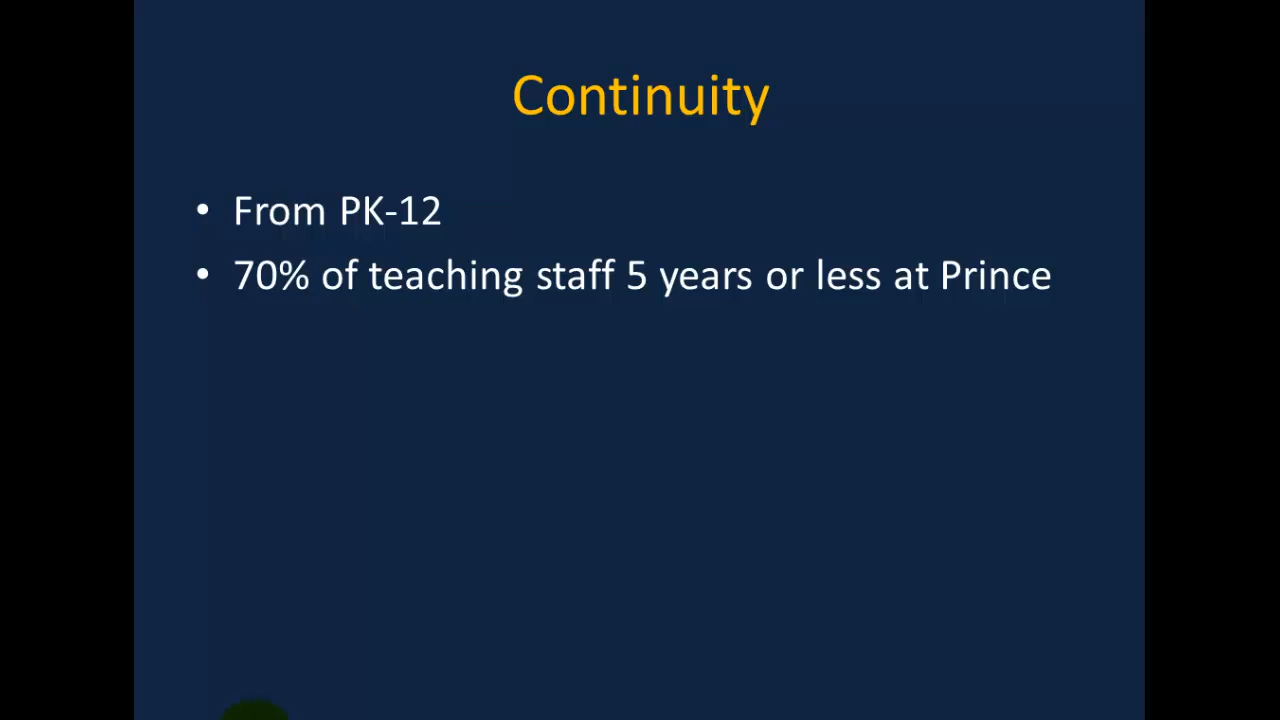 Continuity
• From PK-12
• 70% of teaching staff 5 years or less at Prince